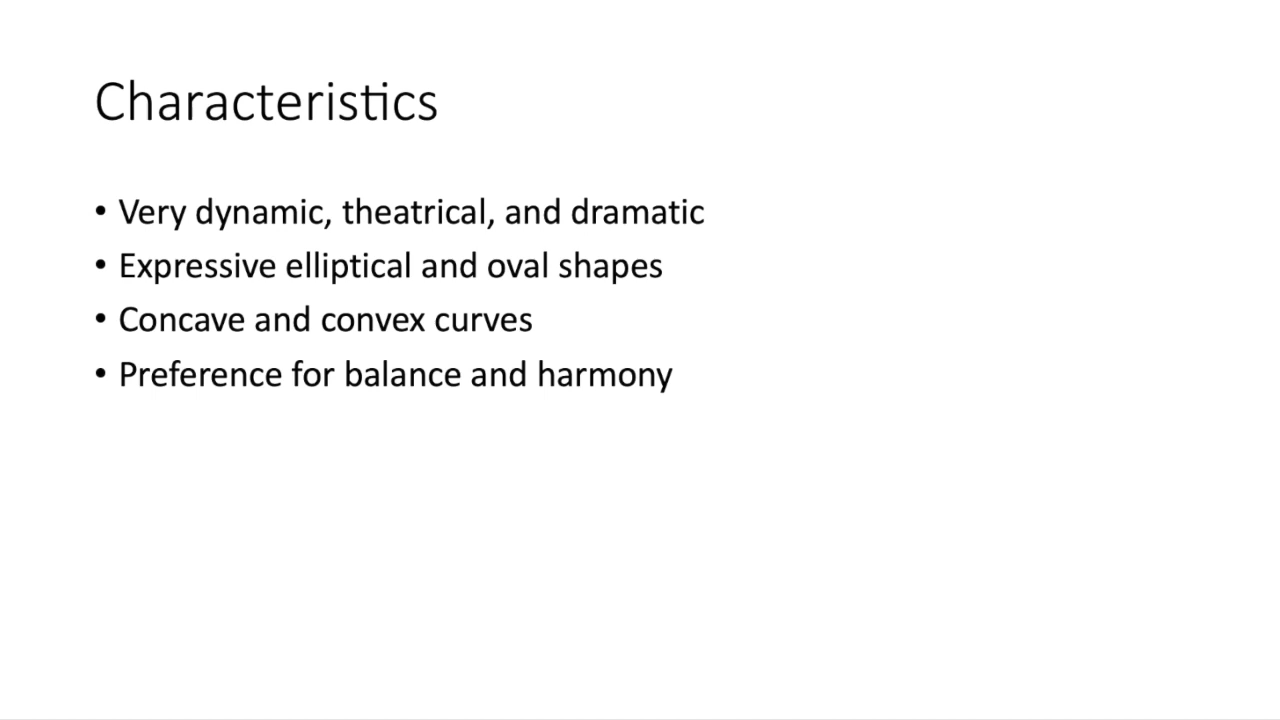 Characteristics
• Very dynamic, theatrical, and dramatic
• Expressive elliptical and oval shapes
• Concave and convex curves
• Preference for balance and harmony